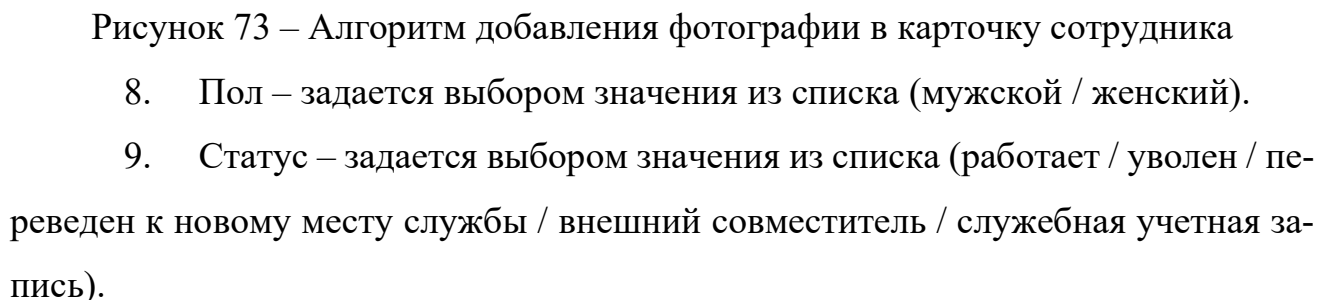 Рисунок 73 – Алгоритм добавления фотографии в карточку сотрудника
8. Пол – задается выбором значения из списка (мужской / женский).
9. Статус – задается выбором значения из списка (работает / уволен / пе-
реведен к новому месту службы / внешний совместитель / служебная учетная за-
пись).